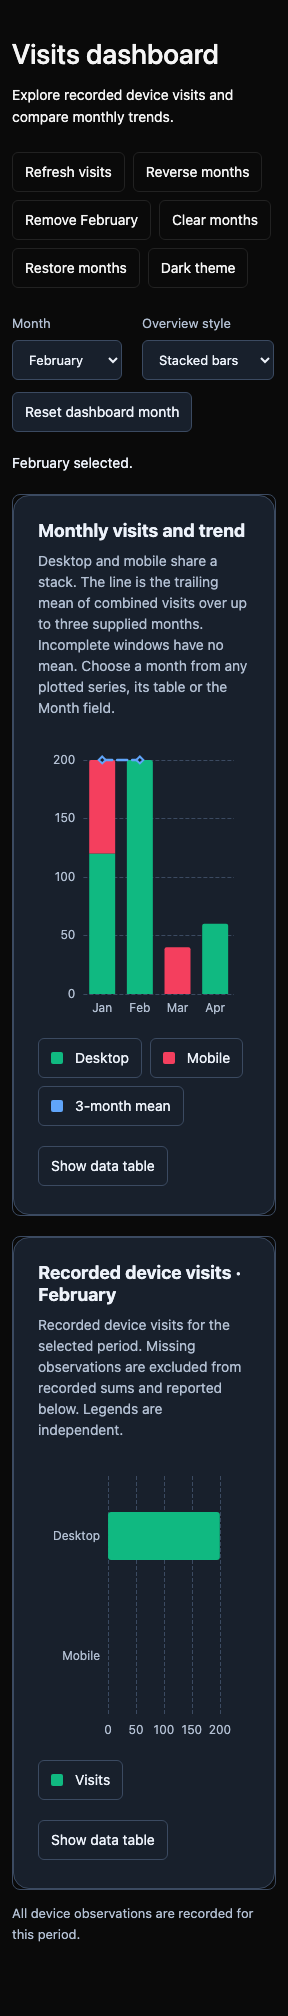 Visits dashboard
Explore recorded device visits and
compare monthly trends.
Refresh visits
Reverse months
Remove February
Clear months
Restore months
Dark theme
Month
Overview style
February
Stacked bars
Reset dashboard month
February selected.
Monthly visits and trend
Desktop and mobile share a
stack. The line is the trailing
mean of combined visits over up
to three supplied months.
Incomplete windows have no
mean. Choose a month from any
plotted series, its table or the
Month field.
200
150
100
50
0
Jan Feb Mar Apr
Desktop
Mobile
3-month mean
Show data table
Recorded device visits ·
February
Recorded device visits for the
selected period. Missing
observations are excluded from
recorded sums and reported
below. Legends are
independent.
Desktop
Mobile
0 50 100 150 200
Visits
Show data table
All device observations are recorded for
this period.